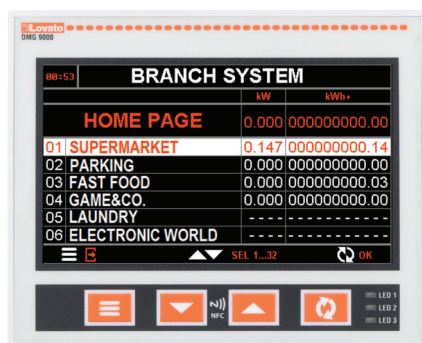 Lovato
DMG 9000
00:53 BRANCH SYSTEM
kW kWh+
HOME PAGE 0.000 000000000.00
01 SUPERMARKET 0.147 000000000.14
02 PARKING 0.000 000000000.00
03 FAST FOOD 0.000 000000000.03
04 GAME&CO. 0.000 000000000.00
05 LAUNDRY ---- ------------
06 ELECTRONIC WORLD ---- ------------
SEL 1...32 OK
NFC
LED 1
LED 2
LED 3